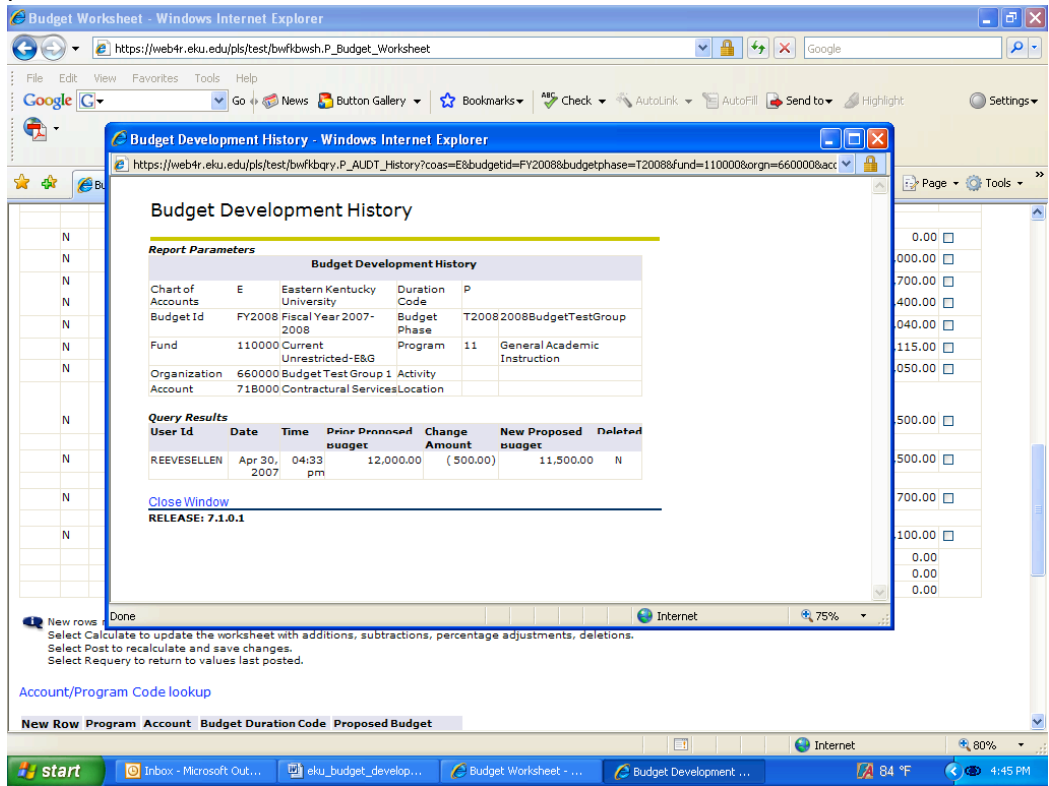 Budget Worksheet - Windows Internet Explorer
https://web4r.eku.edu/pls/test/bwfkbwsh.P_Budget_Worksheet
Google
File Edit View Favorites Tools Help
Google G Go News Button Gallery Bookmarks ABC Check AutoLink AutoFill Send to Highlight Settings
Budget Development History - Windows Internet Explorer
https://web4r.eku.edu/pls/test/bwfkbqry.P_AUDT_History?coas=E&budgetid=FY2008&budgetphase=T2008&fund=110000&orgn=660000&acc
Bu Page Tools »
Budget Development History
Report Parameters
Budget Development History
Chart of Accounts E Eastern Kentucky University Duration Code P
Budget Id FY2008 Fiscal Year 2007-2008 Budget Phase T2008 2008BudgetTestGroup
Fund 110000 Current Unrestricted-E&G Program 11 General Academic Instruction
Organization 660000 Budget Test Group 1 Activity
Account 71B000 Contractural Services Location
Query Results
User Id Date Time Prior Proposed Budget Change Amount New Proposed Budget Deleted
REEVESELLEN Apr 30, 2007 04:33 pm 12,000.00 ( 500.00) 11,500.00 N
Close Window
RELEASE: 7.1.0.1
Done Internet 75%
N 0.00
N ,000.00
N ,700.00
N ,400.00
N ,040.00
N ,115.00
N ,050.00
N ,500.00
N ,500.00
N 700.00
N ,100.00
0.00
0.00
0.00
New rows
Select Calculate to update the worksheet with additions, subtractions, percentage adjustments, deletions.
Select Post to recalculate and save changes.
Select Requery to return to values last posted.
Account/Program Code lookup
New Row Program Account Budget Duration Code Proposed Budget
Internet 80%
start Inbox - Microsoft Out... eku_budget_develop... Budget Worksheet - ... Budget Development ... 84 °F 4:45 PM